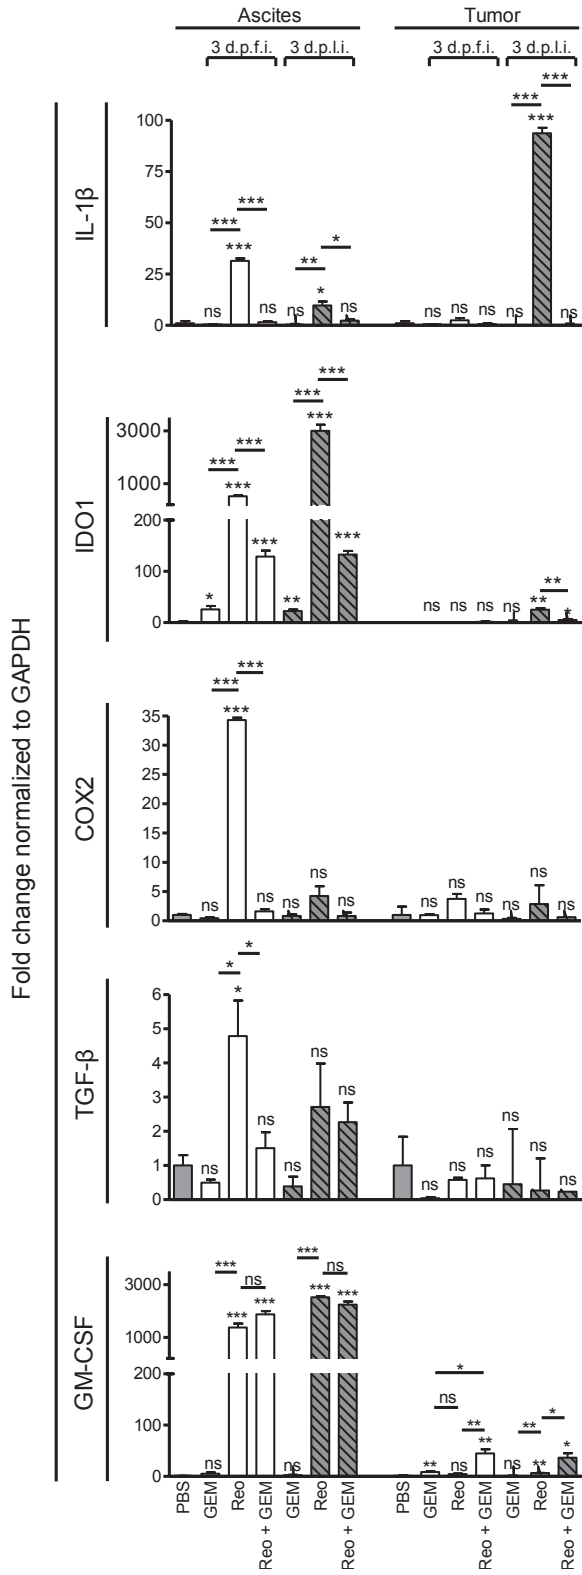 Ascites Tumor
3 d.p.f.i. 3 d.p.l.i. 3 d.p.f.i. 3 d.p.l.i.
Fold change normalized to GAPDH
IL-1β
100
75
50
25
0
*** *** *** ** * * *** *** ***
ns ns ns ns ns ns ns ns ns
IDO1
3000
1000
200
100
0
*** *** *** *** *** ***
* *** ** ***
ns ns ns ns ** ** *
COX2
35
30
25
20
15
10
5
0
*** *** ***
ns ns ns ns ns ns ns ns ns ns ns
TGF-β
6
5
4
3
2
1
0
* * *
ns ns ns ns ns ns ns ns ns ns ns
GM-CSF
3000
1000
200
100
0
*** ns *** ns
*** *** *** ***
ns ns
* ns ** ** *
** ns ** ns ** *
PBS GEM Reo Reo + GEM GEM Reo Reo + GEM PBS GEM Reo Reo + GEM GEM Reo Reo + GEM